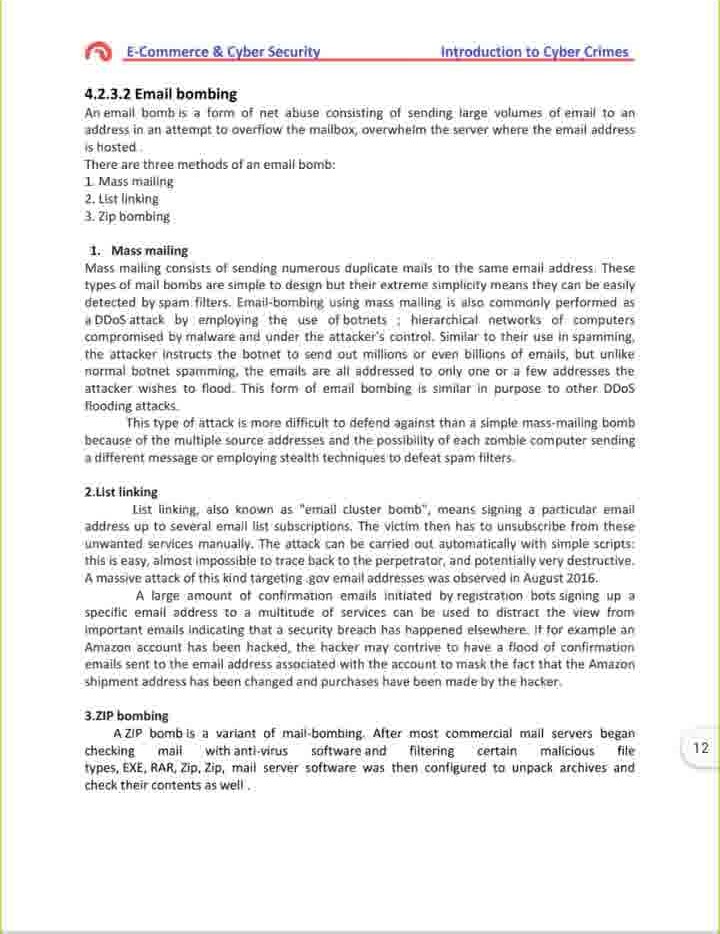 E-Commerce & Cyber Security Introduction to Cyber Crimes
4.2.3.2 Email bombing
An email bomb is a form of net abuse consisting of sending large volumes of email to an
address in an attempt to overflow the mailbox, overwhelm the server where the email address
is hosted .
There are three methods of an email bomb:
1. Mass mailing
2. List linking
3. Zip bombing
1. Mass mailing
Mass mailing consists of sending numerous duplicate mails to the same email address. These
types of mail bombs are simple to design but their extreme simplicity means they can be easily
detected by spam filters. Email-bombing using mass mailing is also commonly performed as
a DDoS attack by employing the use of botnets ; hierarchical networks of computers
compromised by malware and under the attacker's control. Similar to their use in spamming,
the attacker instructs the botnet to send out millions or even billions of emails, but unlike
normal botnet spamming, the emails are all addressed to only one or a few addresses the
attacker wishes to flood. This form of email bombing is similar in purpose to other DDoS
flooding attacks.
This type of attack is more difficult to defend against than a simple mass-mailing bomb
because of the multiple source addresses and the possibility of each zombie computer sending
a different message or employing stealth techniques to defeat spam filters.
2.List linking
List linking, also known as "email cluster bomb", means signing a particular email
address up to several email list subscriptions. The victim then has to unsubscribe from these
unwanted services manually. The attack can be carried out automatically with simple scripts:
this is easy, almost impossible to trace back to the perpetrator, and potentially very destructive.
A massive attack of this kind targeting .gov email addresses was observed in August 2016.
A large amount of confirmation emails initiated by registration bots signing up a
specific email address to a multitude of services can be used to distract the view from
important emails indicating that a security breach has happened elsewhere. If for example an
Amazon account has been hacked, the hacker may contrive to have a flood of confirmation
emails sent to the email address associated with the account to mask the fact that the Amazon
shipment address has been changed and purchases have been made by the hacker.
3.ZIP bombing
A ZIP bomb is a variant of mail-bombing. After most commercial mail servers began
checking mail with anti-virus software and filtering certain malicious file
types, EXE, RAR, Zip, Zip, mail server software was then configured to unpack archives and
check their contents as well .
12